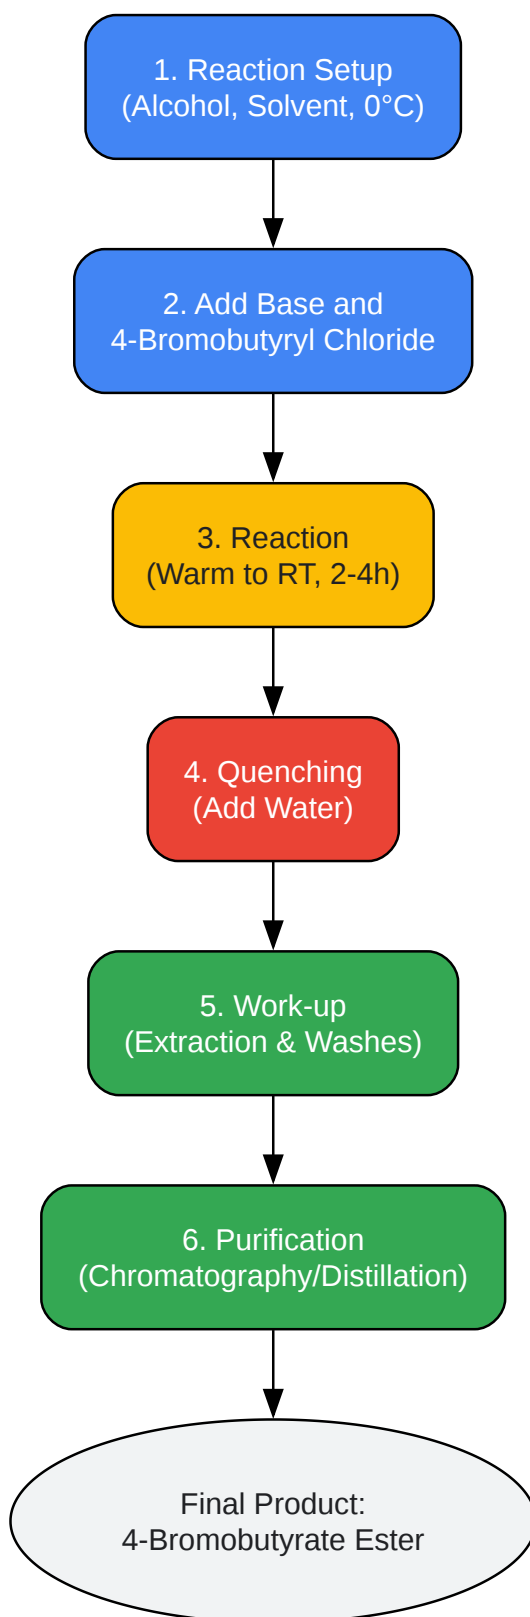 1. Reaction Setup
(Alcohol, Solvent, 0°C)
2. Add Base and
4-Bromobutyryl Chloride
3. Reaction
(Warm to RT, 2-4h)
4. Quenching
(Add Water)
5. Work-up
(Extraction & Washes)
6. Purification
(Chromatography/Distillation)
Final Product:
4-Bromobutyrate Ester